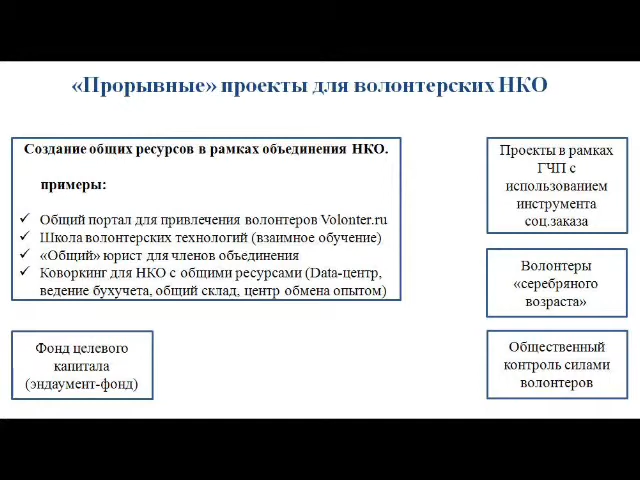 «Прорывные» проекты для волонтерских НКО
Создание общих ресурсов в рамках объединения НКО.
примеры:
✓ Общий портал для привлечения волонтеров Volonter.ru
✓ Школа волонтерских технологий (взаимное обучение)
✓ «Общий» юрист для членов объединения
✓ Коворкинг для НКО с общими ресурсами (Data-центр,
ведение бухучета, общий склад, центр обмена опытом)
Фонд целевого
капитала
(эндаумент-фонд)
Проекты в рамках
ГЧП с
использованием
инструмента
соц.заказа
Волонтеры
«серебряного
возраста»
Общественный
контроль силами
волонтеров